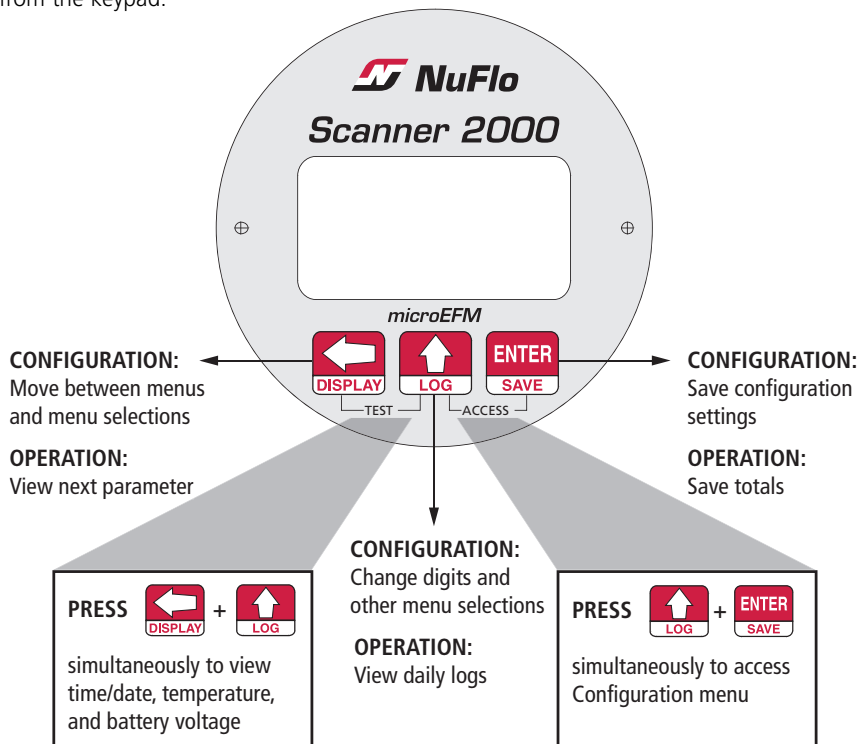 from the keypad.
NuFlo
Scanner 2000
microEFM
DISPLAY
LOG
ENTER
SAVE
TEST
ACCESS
CONFIGURATION:
Move between menus
and menu selections
OPERATION:
View next parameter
CONFIGURATION:
Save configuration
settings
OPERATION:
Save totals
CONFIGURATION:
Change digits and
other menu selections
OPERATION:
View daily logs
PRESS DISPLAY + LOG
simultaneously to view
time/date, temperature,
and battery voltage
PRESS LOG + ENTER SAVE
simultaneously to access
Configuration menu